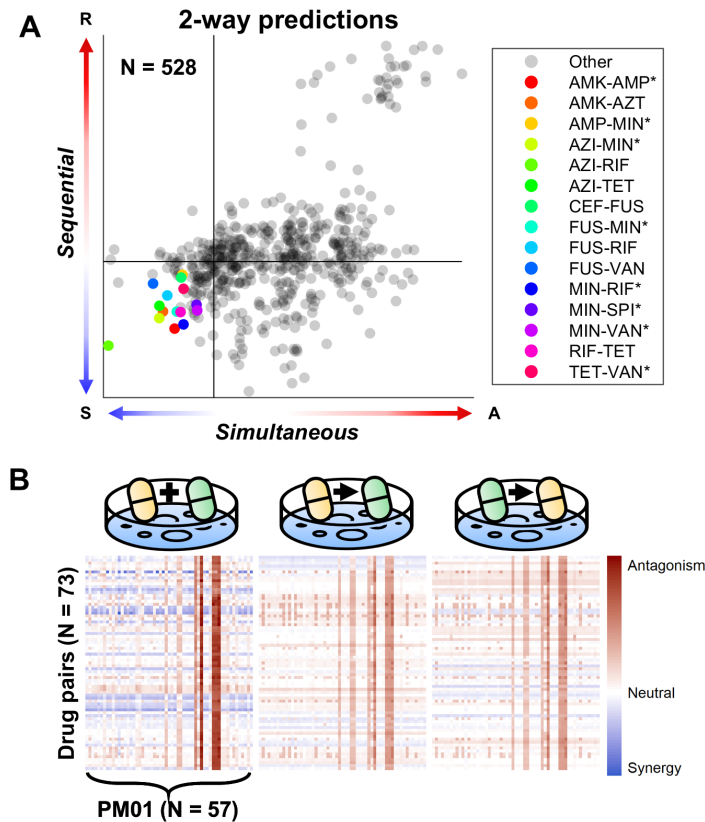 A
R
2-way predictions
N = 528
Sequential
S
A
Simultaneous
Other
AMK-AMP*
AMK-AZT
AMP-MIN*
AZI-MIN*
AZI-RIF
AZI-TET
CEF-FUS
FUS-MIN*
FUS-RIF
FUS-VAN
MIN-RIF*
MIN-SPI*
MIN-VAN*
RIF-TET
TET-VAN*
B
Drug pairs (N = 73)
PM01 (N = 57)
Antagonism
Neutral
Synergy